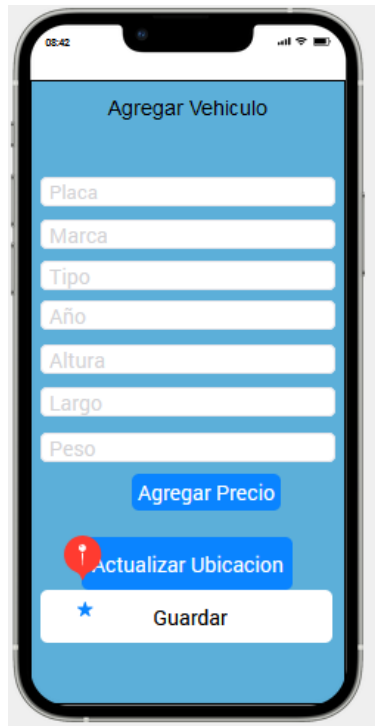 08:42
Agregar Vehiculo
Placa
Marca
Tipo
Año
Altura
Largo
Peso
Agregar Precio
Actualizar Ubicacion
Guardar